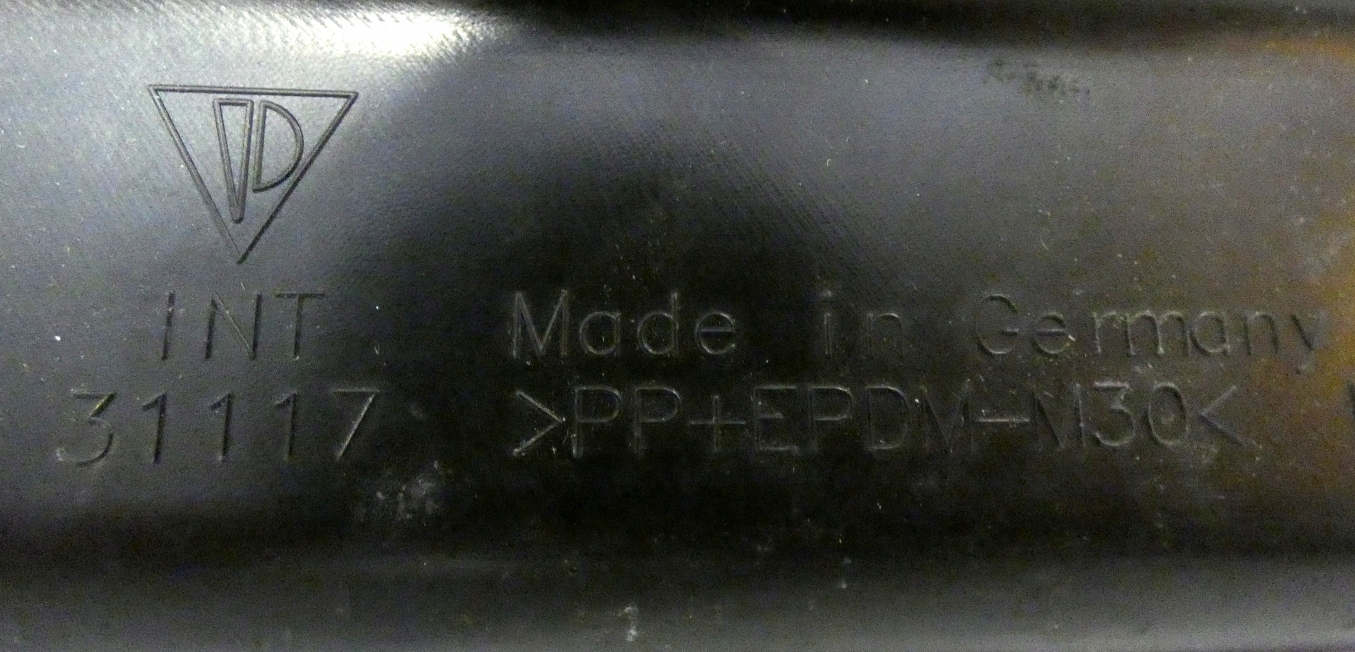 INT
31117
Made in Germany
>PP+EPDM-M30<